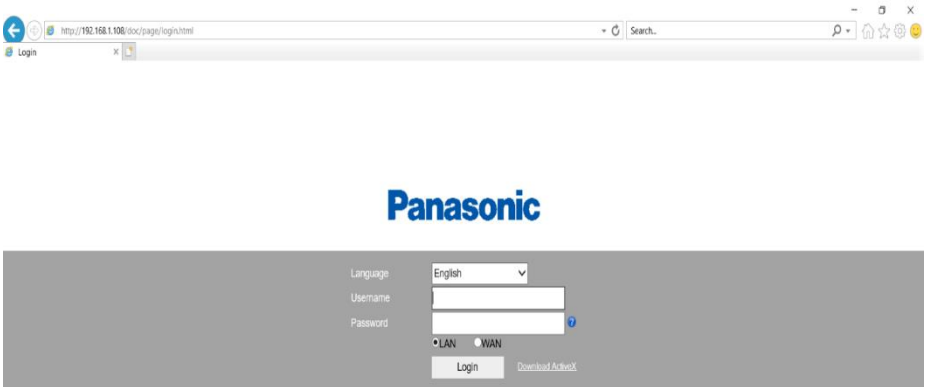 http://192.168.1.108/doc/page/login.html
Search...
Login
Panasonic
Language English
Username
Password
LAN WAN
Login Download ActiveX